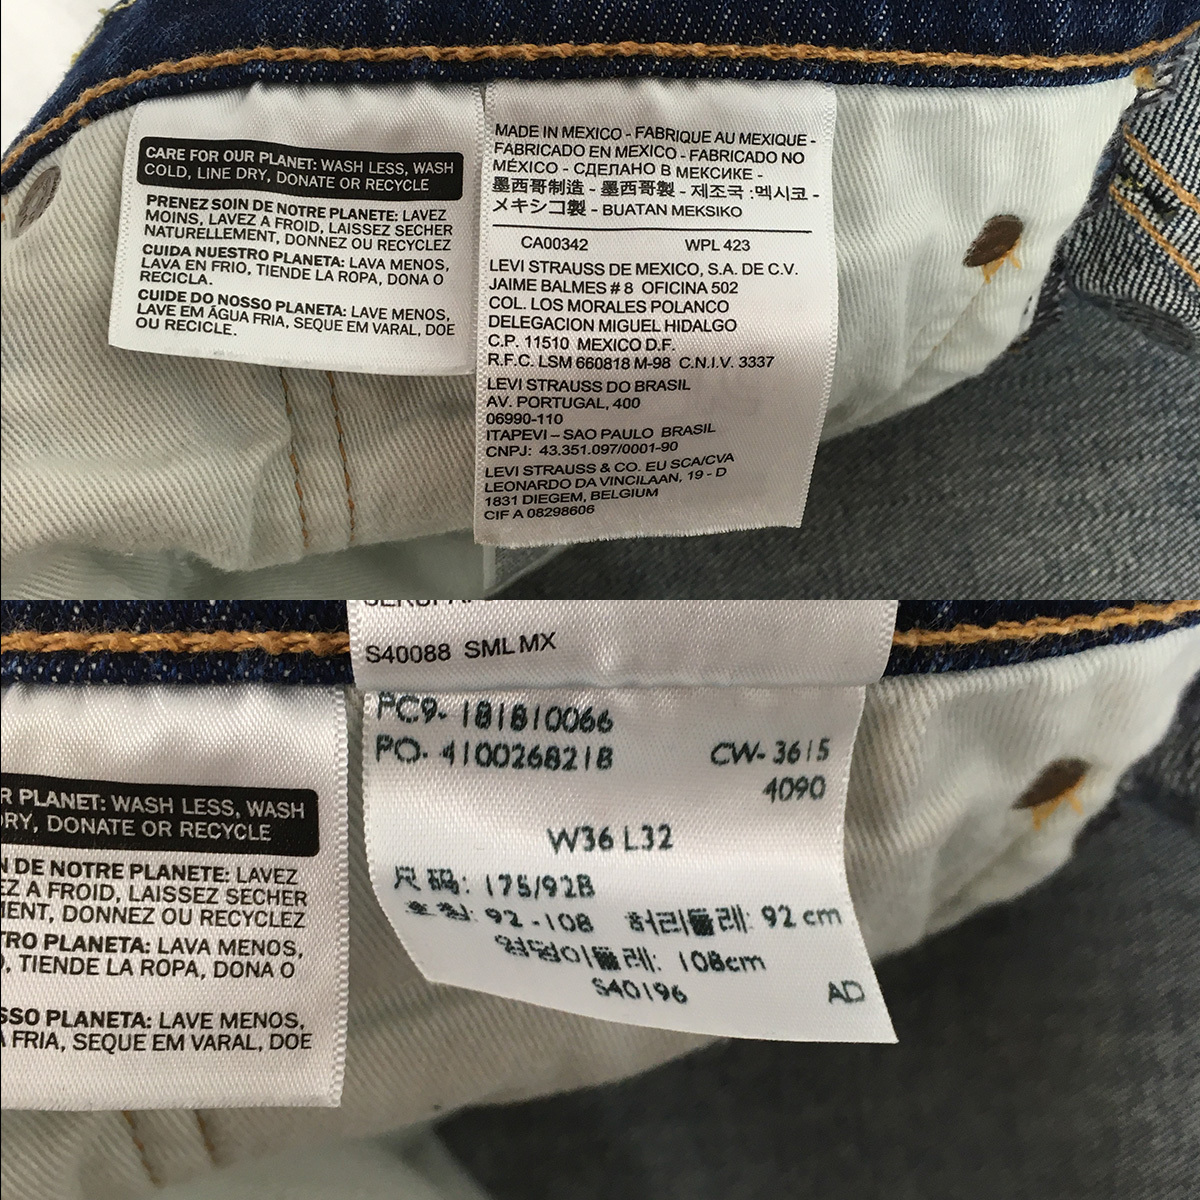 CARE FOR OUR PLANET: WASH LESS, WASH
COLD, LINE DRY, DONATE OR RECYCLE
PRENEZ SOIN DE NOTRE PLANETE: LAVEZ
MOINS, LAVEZ A FROID, LAISSEZ SECHER
NATURELLEMENT, DONNEZ OU RECYCLEZ
CUIDA NUESTRO PLANETA: LAVA MENOS,
LAVA EN FRIO, TIENDE LA ROPA, DONA O
RECICLA.
CUIDE DO NOSSO PLANETA: LAVE MENOS,
LAVE EM ÁGUA FRIA, SEQUE EM VARAL, DOE
OU RECICLE.
MADE IN MEXICO - FABRIQUE AU MEXIQUE -
FABRICADO EN MEXICO - FABRICADO NO
MÉXICO - СДЕЛАНО В МЕКСИКЕ -
墨西哥制造 - 墨西哥製 - 제조국 :멕시코 -
メキシコ製 - BUATAN MEKSIKO
CA00342 WPL 423
LEVI STRAUSS DE MEXICO, S.A. DE C.V.
JAIME BALMES # 8 OFICINA 502
COL. LOS MORALES POLANCO
DELEGACION MIGUEL HIDALGO
C.P. 11510 MEXICO D.F.
R.F.C. LSM 660818 M-98 C.N.I.V. 3337
LEVI STRAUSS DO BRASIL
AV. PORTUGAL, 400
06990-110
ITAPEVI – SAO PAULO BRASIL
CNPJ: 43.351.097/0001-90
LEVI STRAUSS & CO. EU SCA/CVA
LEONARDO DA VINCILAAN, 19 - D
1831 DIEGEM, BELGIUM
CIF A 08298606
S40088 SML MX
PC9- 181810066
PO- 4100268218 CW- 3615
4090
W36 L32
尺码: 175/92B
호칭: 92 -108 허리둘레: 92 cm
엉덩이둘레: 108cm
S40196 AD
R PLANET: WASH LESS, WASH
RY, DONATE OR RECYCLE
N DE NOTRE PLANETE: LAVEZ
EZ A FROID, LAISSEZ SECHER
MENT, DONNEZ OU RECYCLEZ
TRO PLANETA: LAVA MENOS,
O, TIENDE LA ROPA, DONA O
SSO PLANETA: LAVE MENOS,
A FRIA, SEQUE EM VARAL, DOE